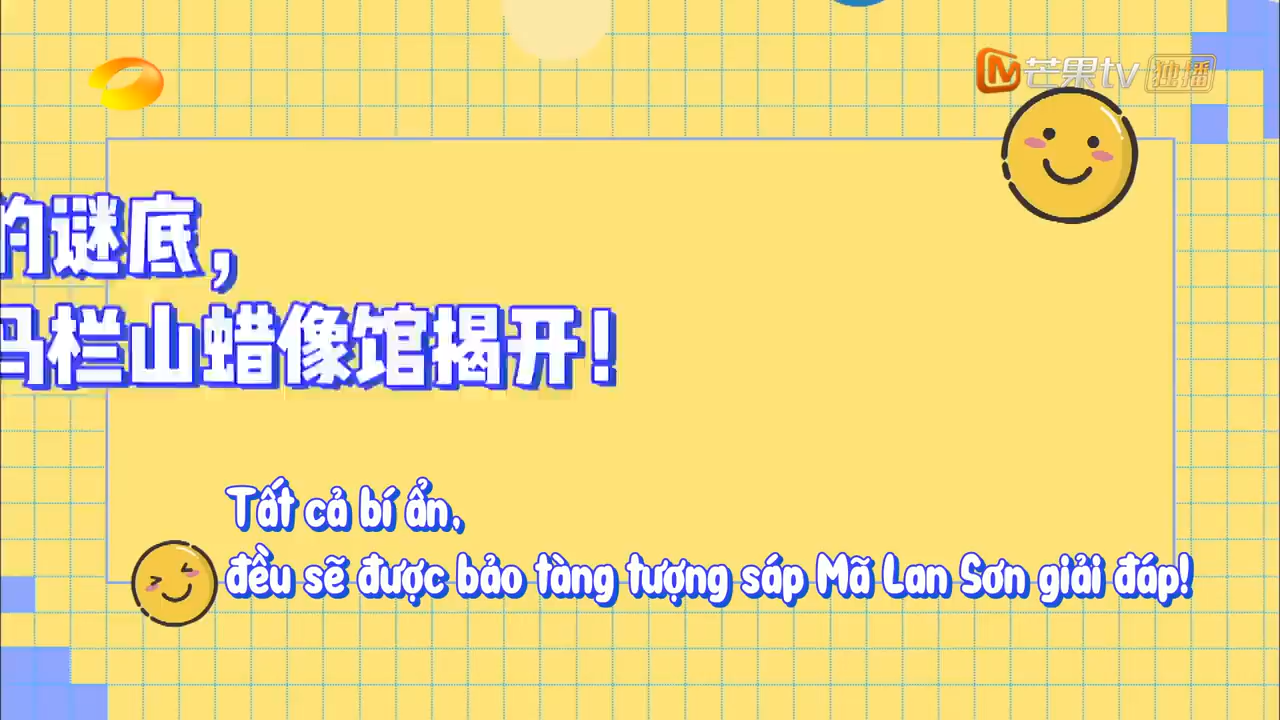 芒果tv 独播
的谜底，
马栏山蜡像馆揭开！
Tất cả bí ẩn,
đều sẽ được bảo tàng tượng sáp Mã Lan Sơn giải đáp!